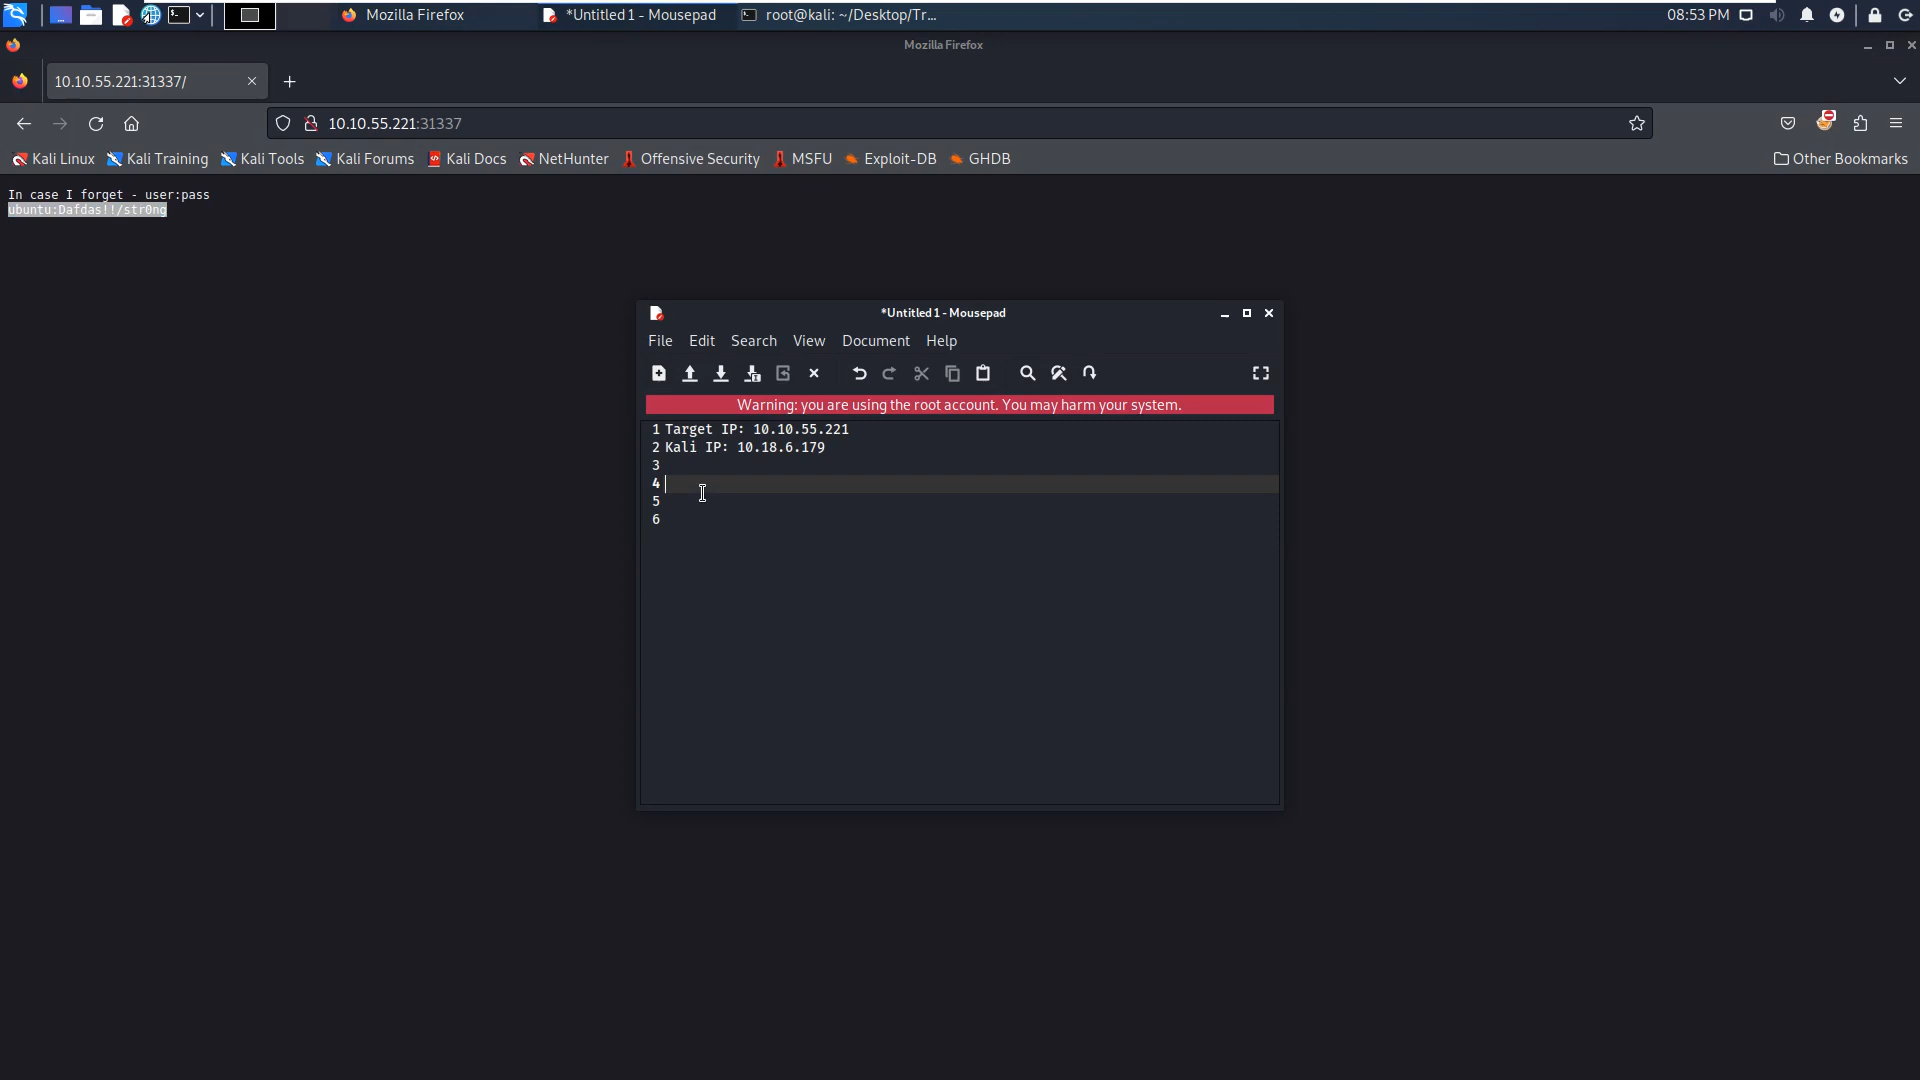 Mozilla Firefox
*Untitled 1 - Mousepad
root@kali: ~/Desktop/Tr...
08:53 PM
Mozilla Firefox
10.10.55.221:31337/
10.10.55.221:31337
Kali Linux
Kali Training
Kali Tools
Kali Forums
Kali Docs
NetHunter
Offensive Security
MSFU
Exploit-DB
GHDB
Other Bookmarks
In case I forget - user:pass
ubuntu:Dafdas!!/str0ng
*Untitled 1 - Mousepad
File Edit Search View Document Help
Warning: you are using the root account. You may harm your system.
1 Target IP: 10.10.55.221
2 Kali IP: 10.18.6.179
3
4
5
6